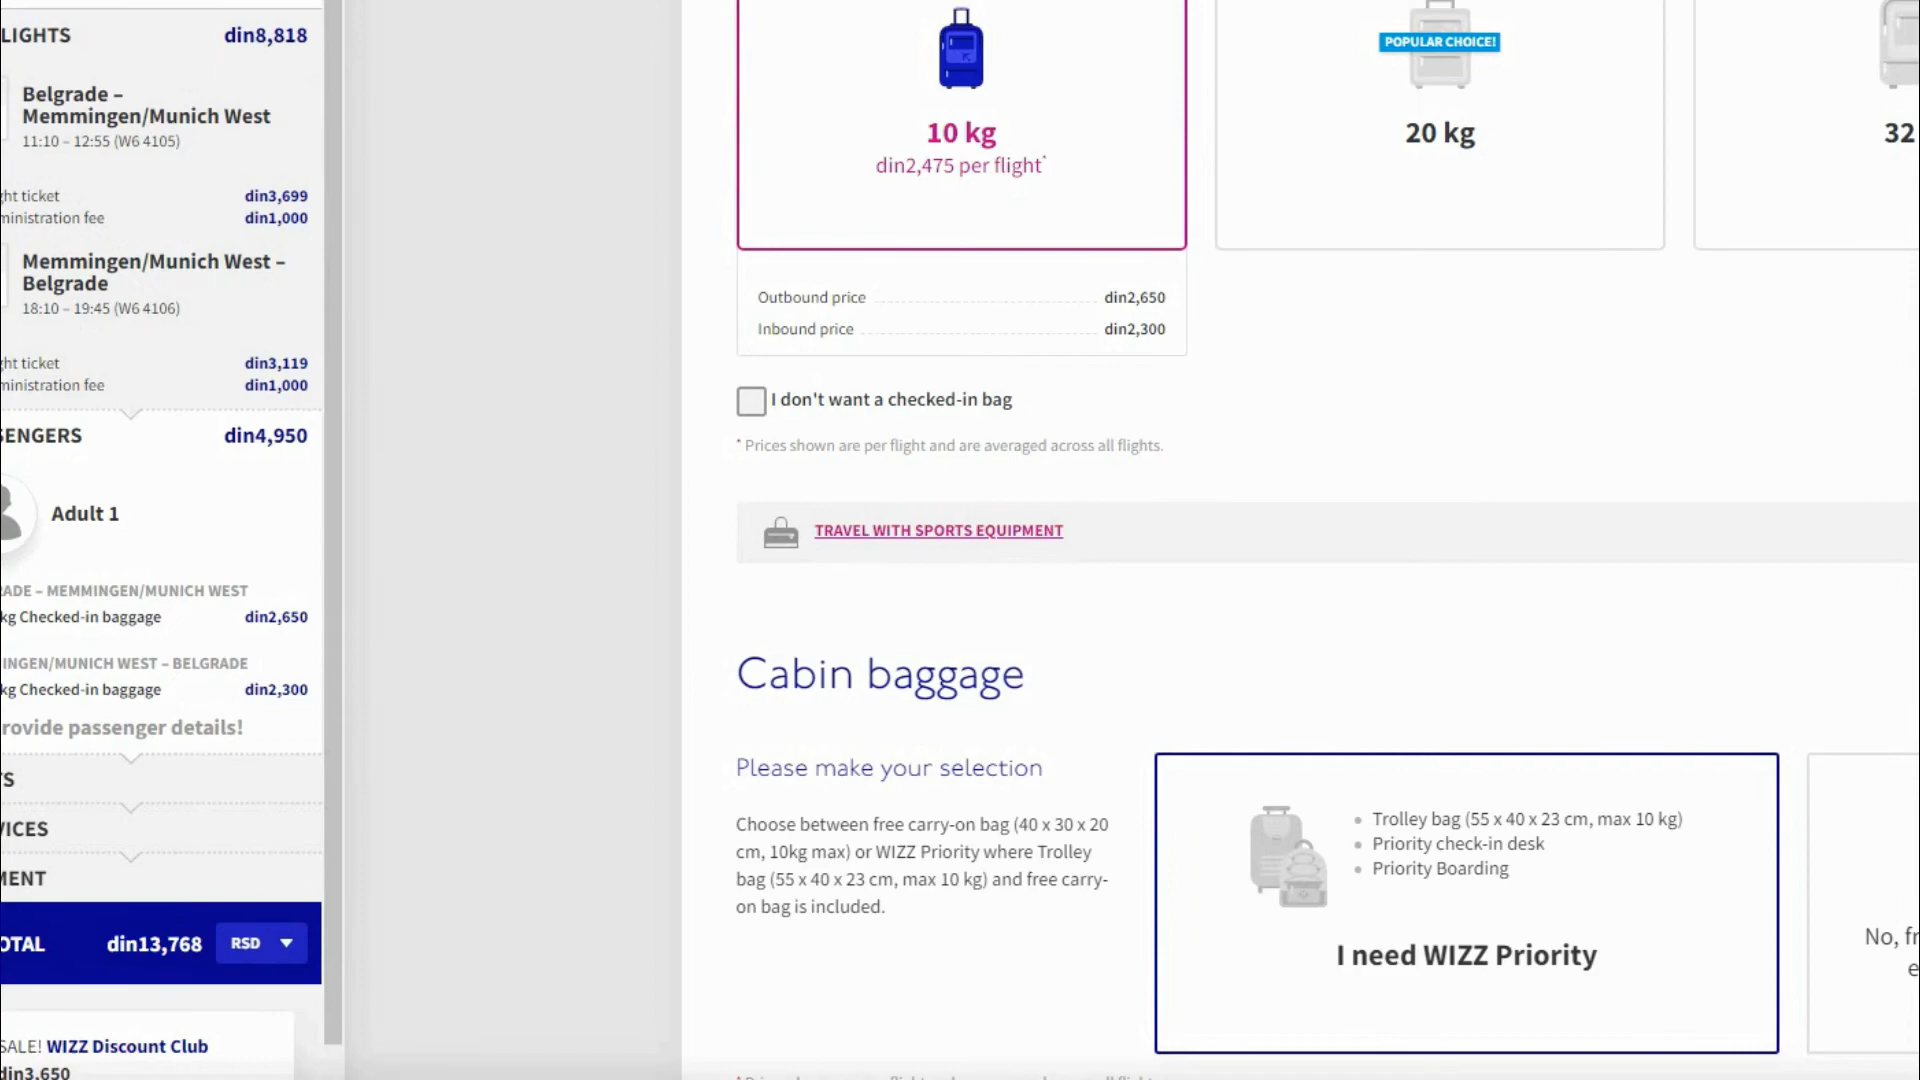 LIGHTS din8,818
Belgrade –
Memmingen/Munich West
11:10 – 12:55 (W6 4105)
ght ticket din3,699
ministration fee din1,000
Memmingen/Munich West –
Belgrade
18:10 – 19:45 (W6 4106)
ght ticket din3,119
ministration fee din1,000
SENGERS din4,950
Adult 1
RADE – MEMMINGEN/MUNICH WEST
kg Checked-in baggage din2,650
INGEN/MUNICH WEST – BELGRADE
kg Checked-in baggage din2,300
rovide passenger details!
TS
VICES
MENT
OTAL din13,768 RSD
SALE! WIZZ Discount Club
din3,650
10 kg
din2,475 per flight*
POPULAR CHOICE!
20 kg
32
Outbound price din2,650
Inbound price din2,300
I don't want a checked-in bag
* Prices shown are per flight and are averaged across all flights.
TRAVEL WITH SPORTS EQUIPMENT
Cabin baggage
Please make your selection
Choose between free carry-on bag (40 x 30 x 20
cm, 10kg max) or WIZZ Priority where Trolley
bag (55 x 40 x 23 cm, max 10 kg) and free carry-
on bag is included.
Trolley bag (55 x 40 x 23 cm, max 10 kg)
Priority check-in desk
Priority Boarding
I need WIZZ Priority
No, fr
e